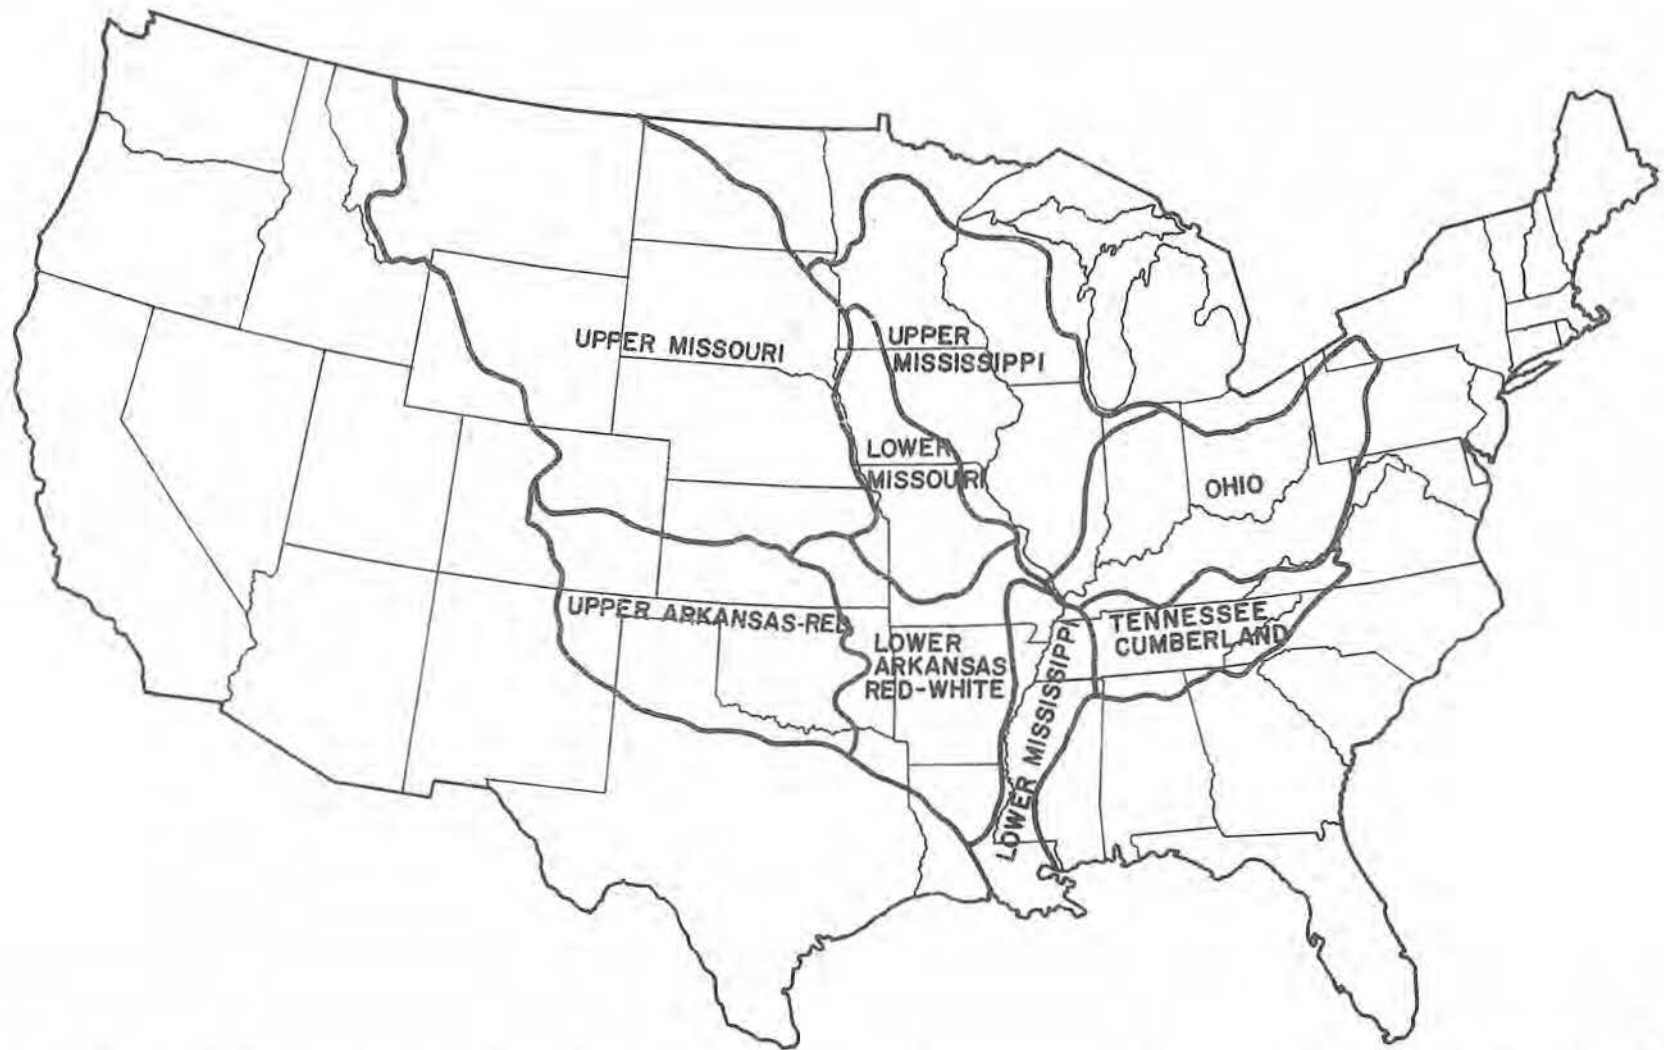 UPPER MISSOURI
UPPER
MISSISSIPPI
LOWER
MISSOURI
OHIO
UPPER ARKANSAS-RED
LOWER
ARKANSAS
RED-WHITE
LOWER MISSISSIPPI
TENNESSEE
CUMBERLAND